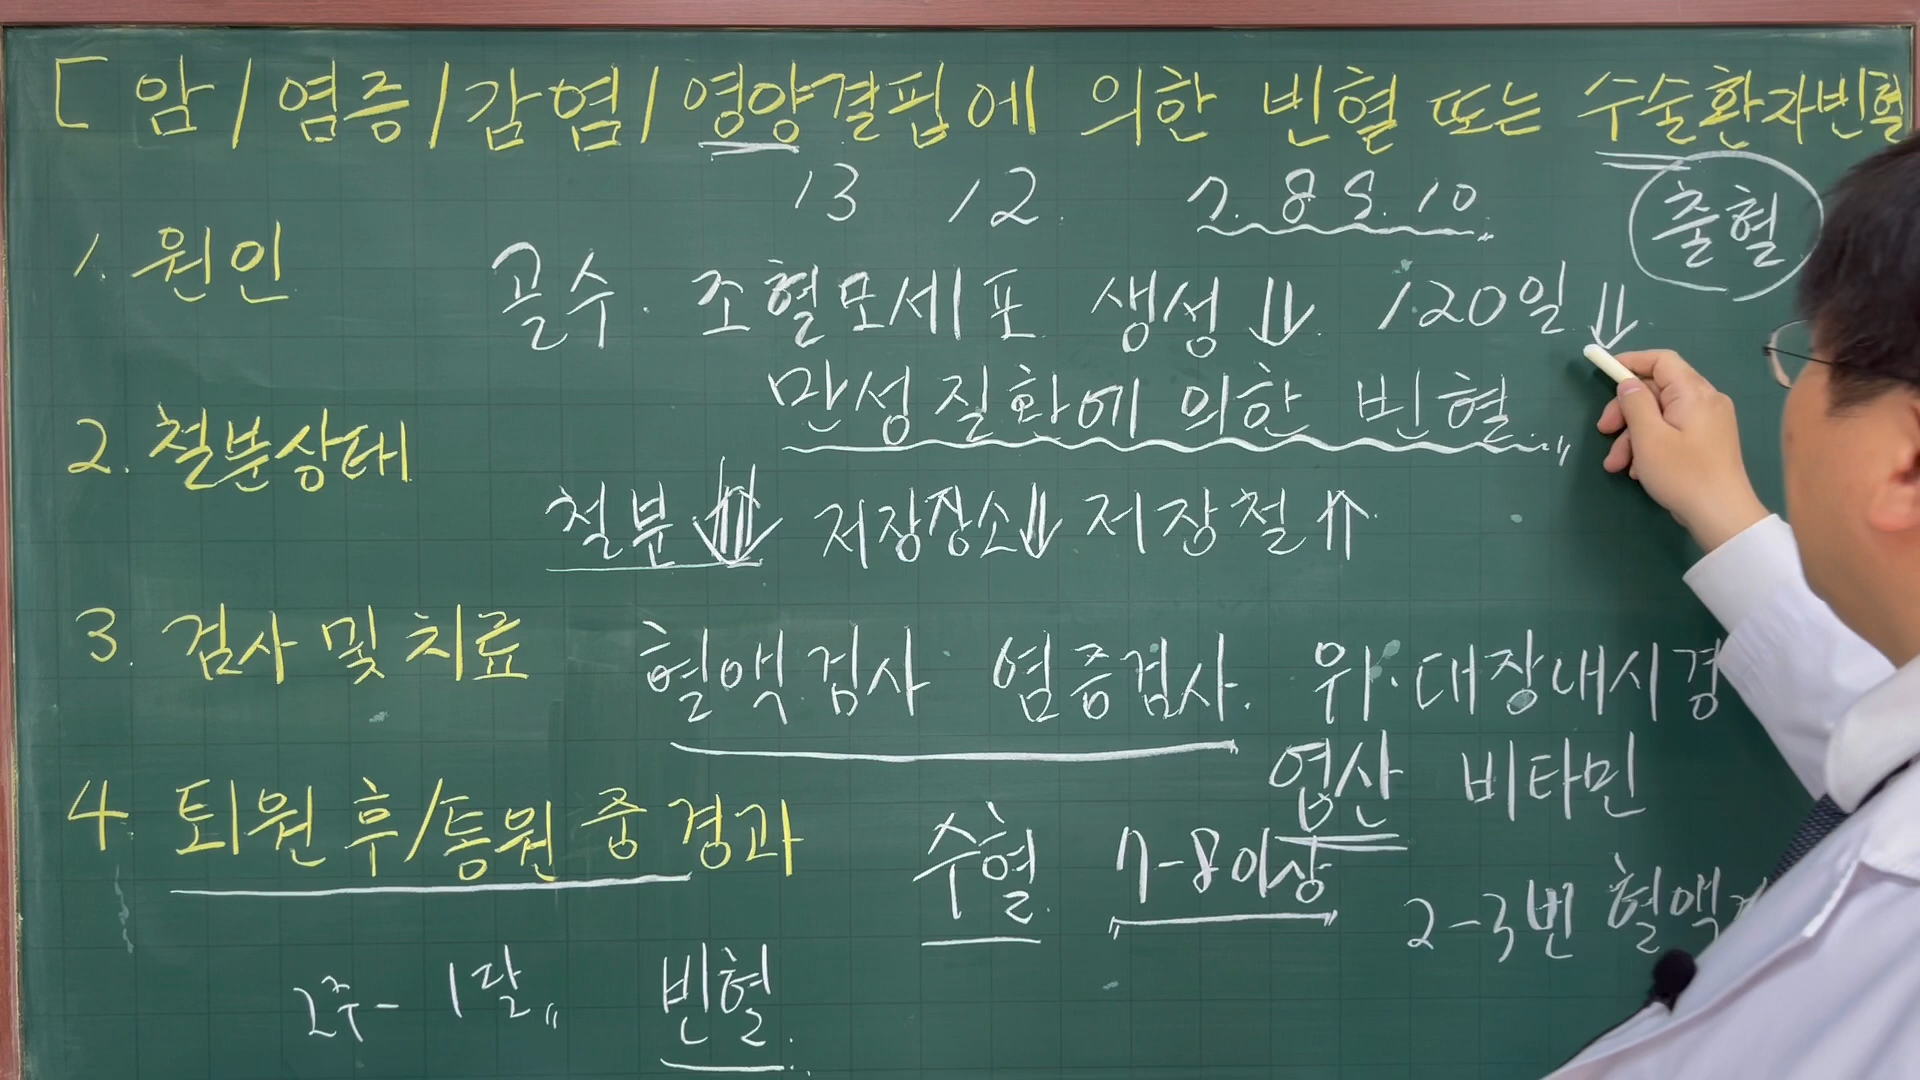 [ 암/염증/감염/영양결핍에 의한 빈혈 또는 수술환자빈혈
13 12. 7. 8 9. 10
출혈
1. 원인
골수. 조혈모세포 생성 ↓↓. 120일 ↓↓.
만성질환에 의한 빈혈
2. 철분상태
철분 ↓↓ 저장장소↓↓ 저장철 ↑↑
3. 검사 및 치료
혈액검사 염증검사. 위·대장내시경
엽산 비타민
4. 퇴원 후/통원 중 경과
수혈. 7-8이상
2-3번 혈액
2주- 1달 〃 빈혈.